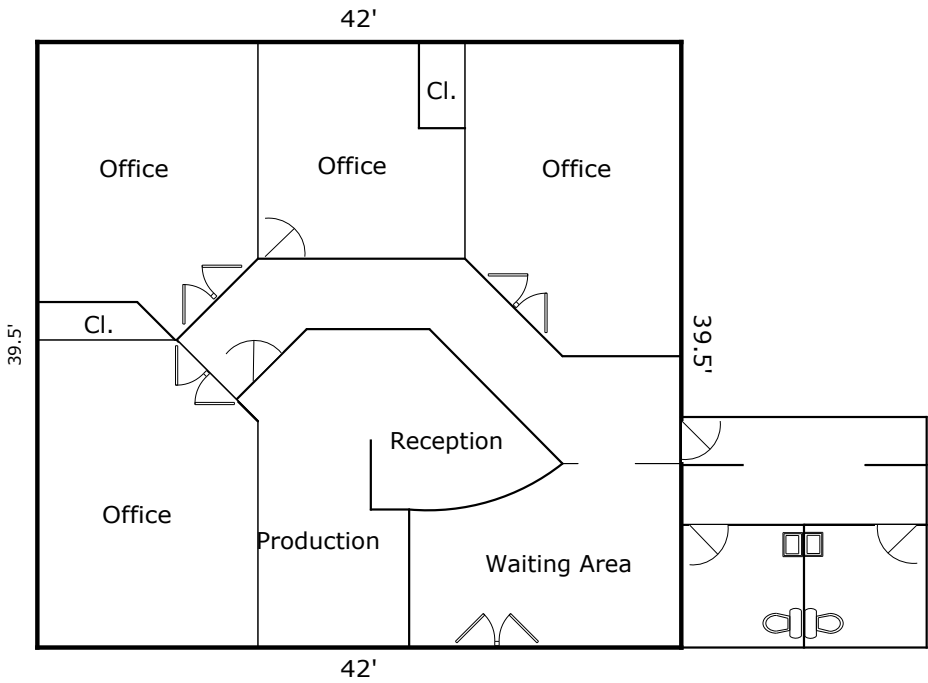 42'
Cl.
Office
Office
Office
Cl.
39.5'
39.5'
Reception
Office
Production
Waiting Area
42'